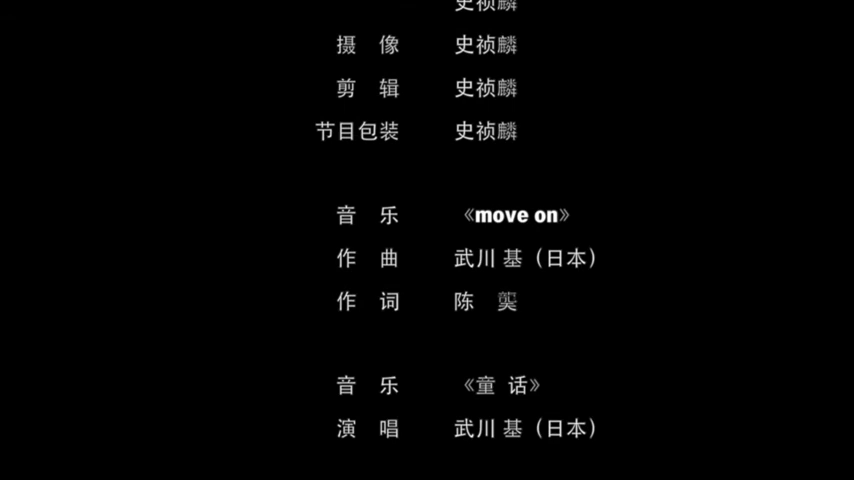 史祯麟
摄 像 史祯麟
剪 辑 史祯麟
节目包装 史祯麟
音 乐 《move on》
作 曲 武川 基（日本）
作 词 陈
音 乐 《童 话》
演 唱 武川 基（日本）